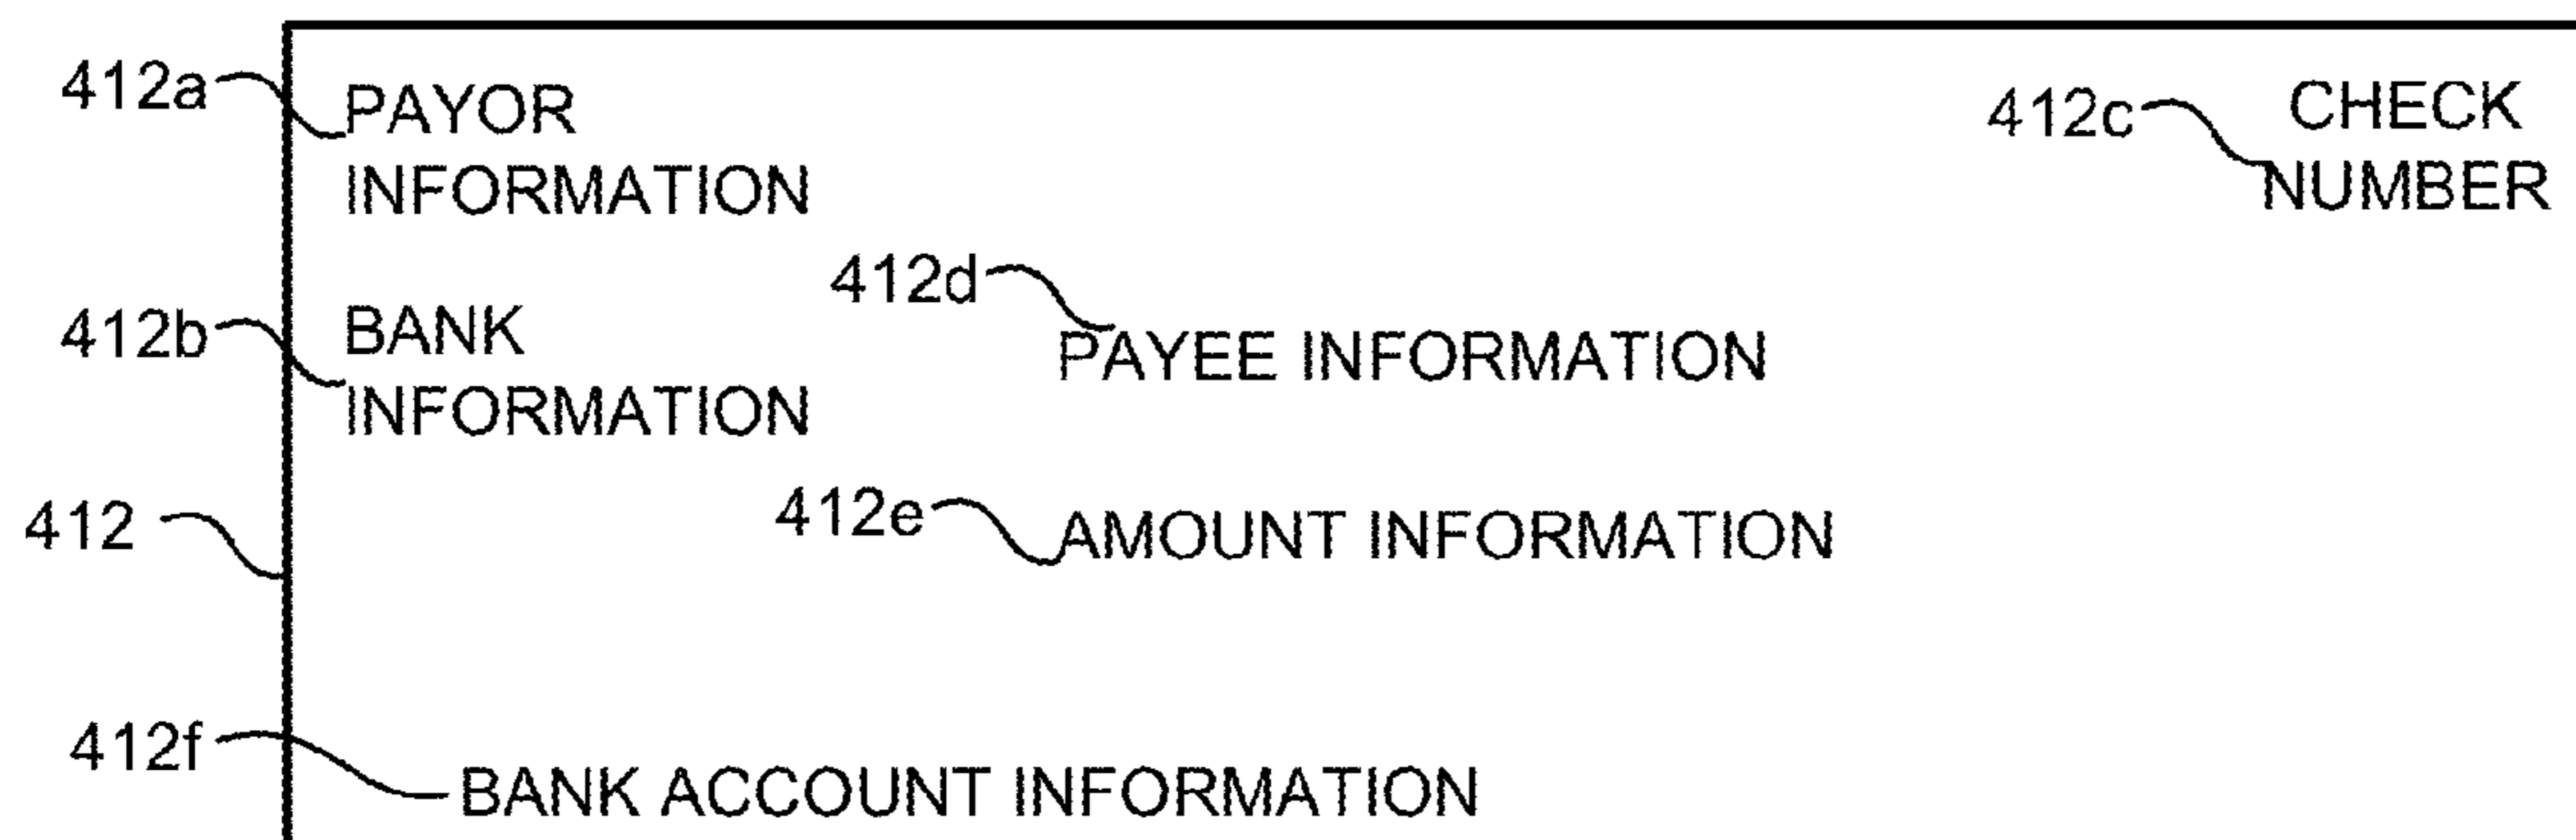 412a PAYOR
INFORMATION
412c CHECK
NUMBER
412b BANK
INFORMATION
412d
PAYEE INFORMATION
412
412e AMOUNT INFORMATION
412f BANK ACCOUNT INFORMATION